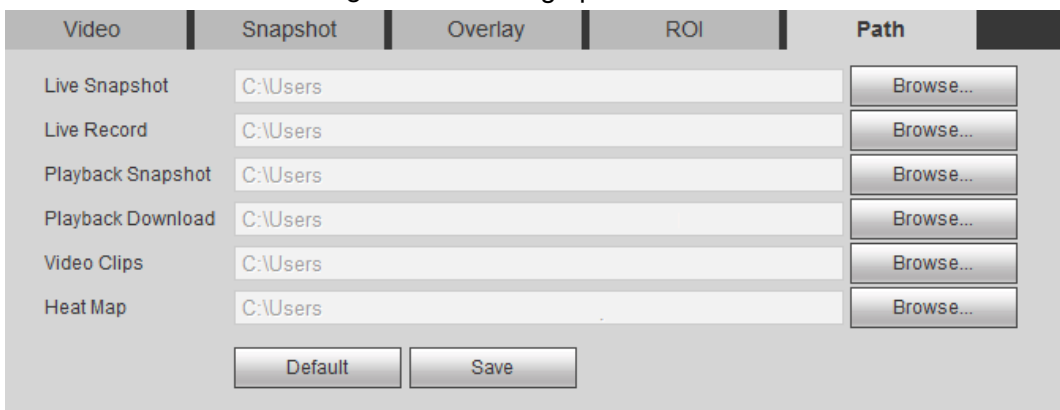 Video Snapshot Overlay ROI Path
Live Snapshot C:\Users Browse...
Live Record C:\Users Browse...
Playback Snapshot C:\Users Browse...
Playback Download C:\Users Browse...
Video Clips C:\Users Browse...
Heat Map C:\Users Browse...
Default Save